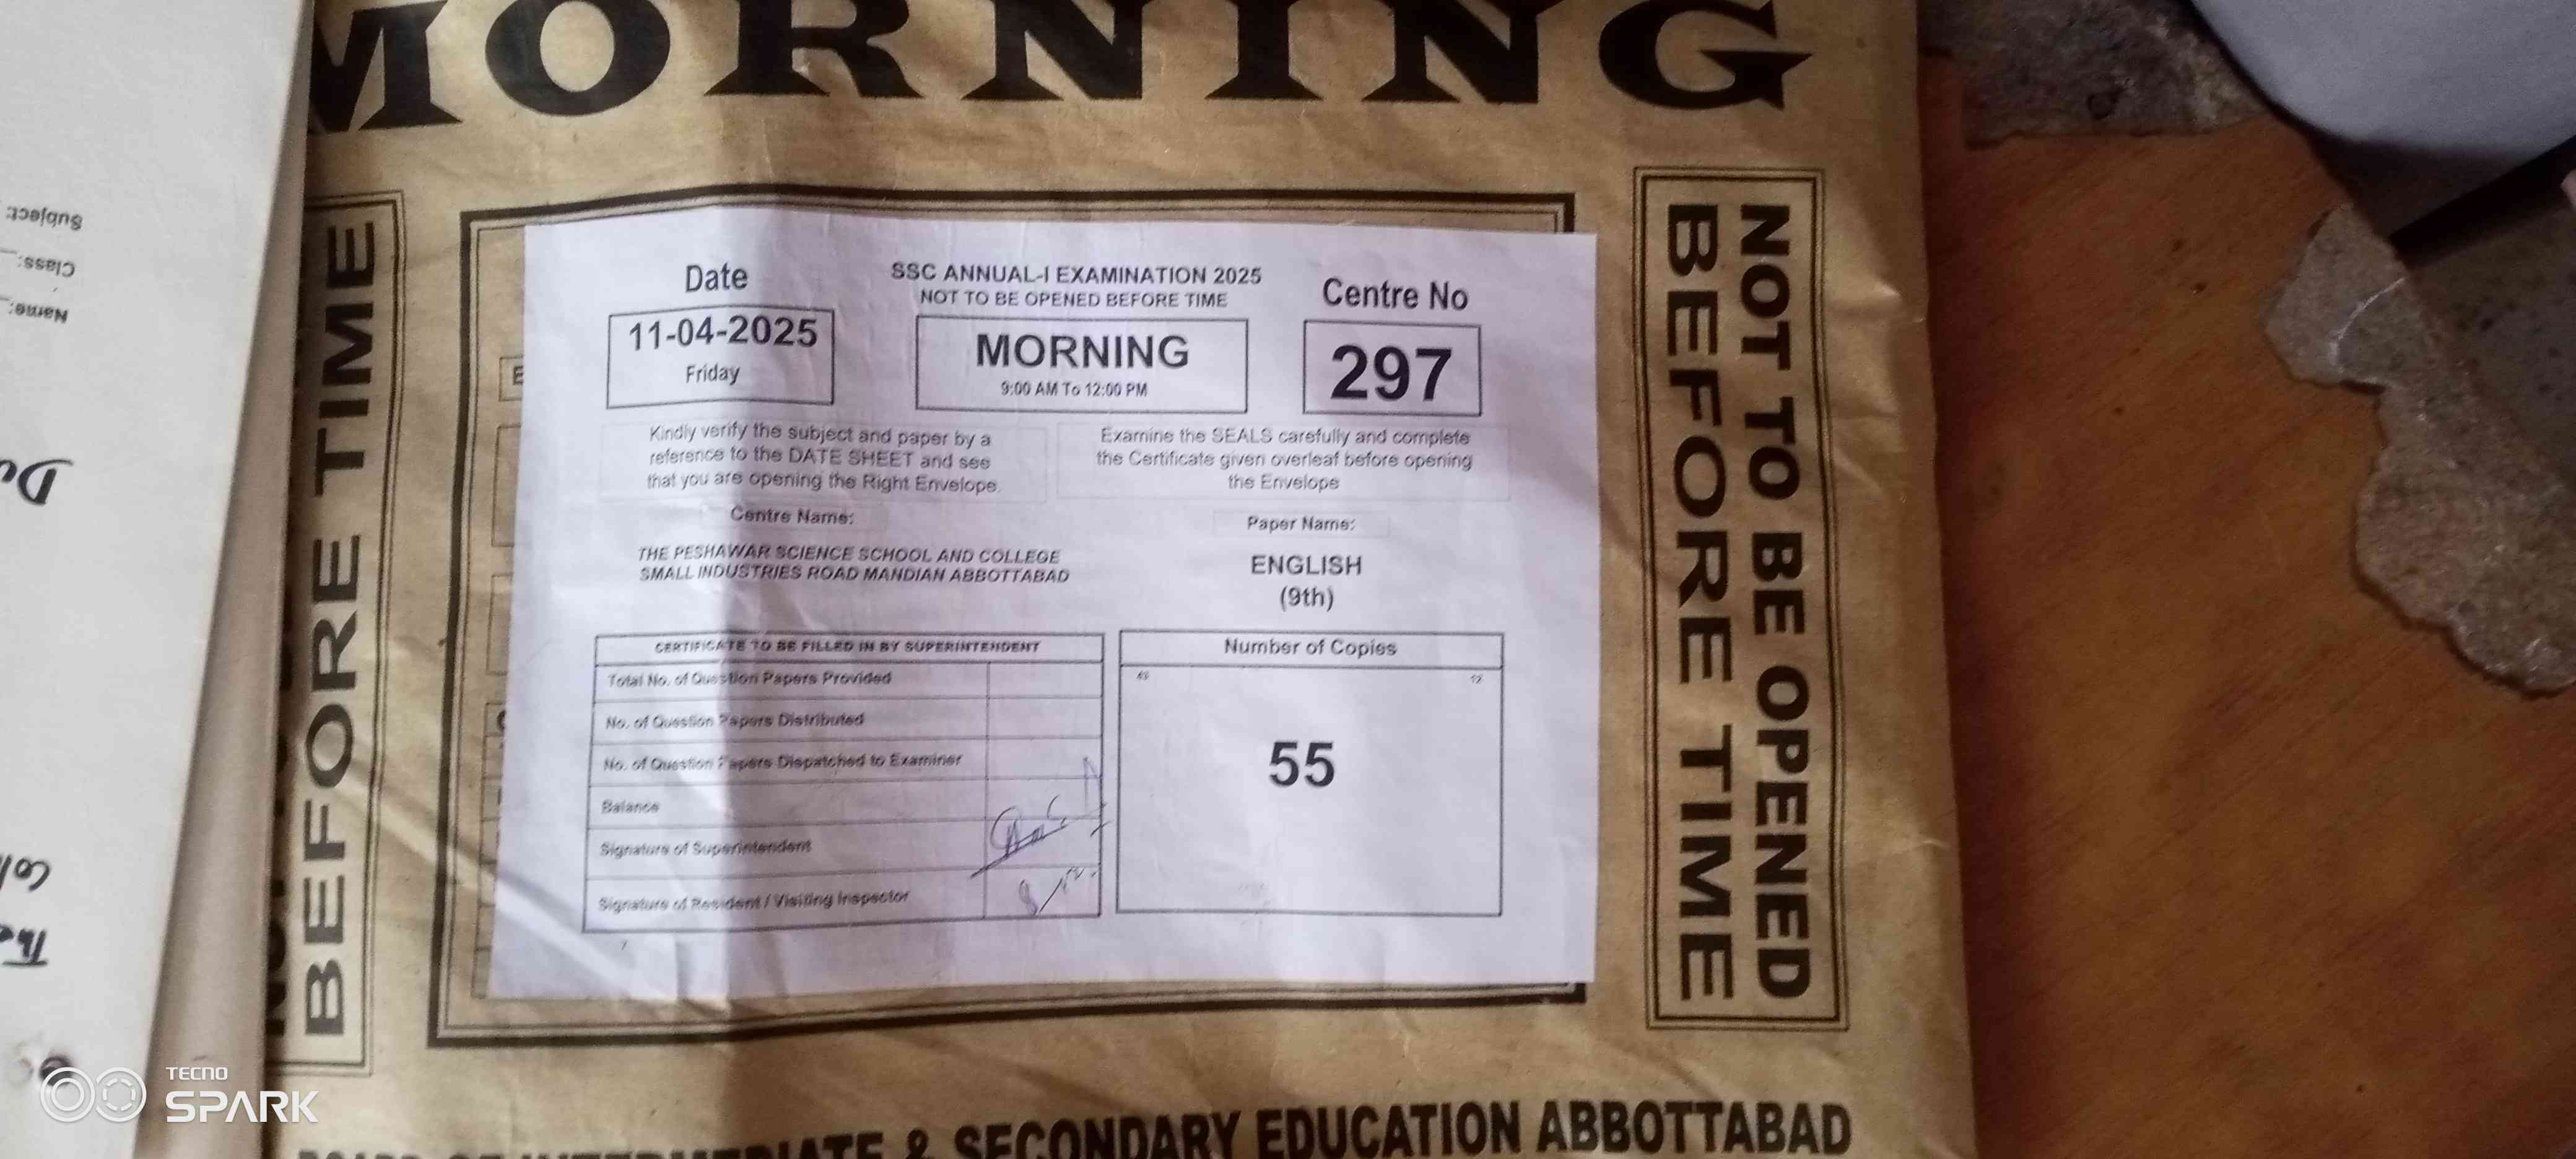 MORNING
Subject:
Class:
Name:
BEFORE TIME
NOT TO BE OPENED
BEFORE TIME
Date
11-04-2025
Friday
SSC ANNUAL-I EXAMINATION 2025
NOT TO BE OPENED BEFORE TIME
MORNING
9:00 AM To 12:00 PM
Centre No
297
Kindly verify the subject and paper by a
reference to the DATE SHEET and see
that you are opening the Right Envelope.
Examine the SEALS carefully and complete
the Certificate given overleaf before opening
the Envelope
Centre Name:
THE PESHAWAR SCIENCE SCHOOL AND COLLEGE
SMALL INDUSTRIES ROAD MANDIAN ABBOTTABAD
Paper Name:
ENGLISH
(9th)
CERTIFICATE TO BE FILLED IN BY SUPERINTENDENT
Total No. of Question Papers Provided
No. of Question Papers Distributed
No. of Question Papers Dispatched to Examiner
Balance
Signature of Superintendent
Signature of Resident / Visiting Inspector
Number of Copies
12
55
BOARD OF INTERMEDIATE & SECONDARY EDUCATION ABBOTTABAD
TECNO
SPARK